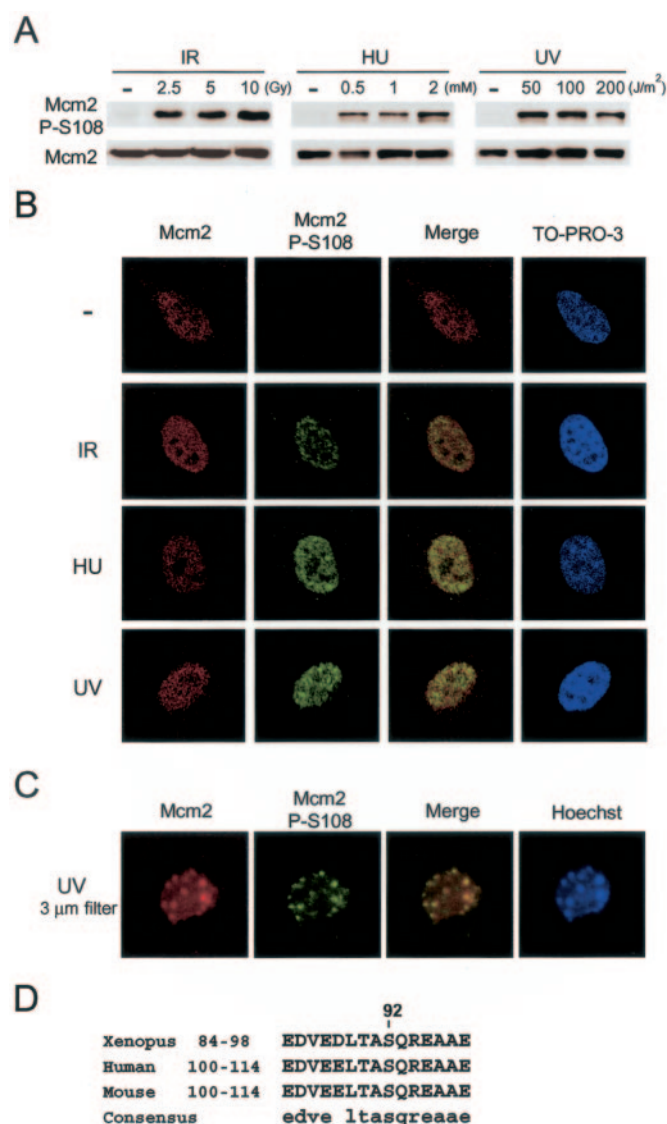 A
IR HU UV
- 2.5 5 10 (Gy) - 0.5 1 2 (mM) - 50 100 200 (J/m²)
Mcm2
P-S108
Mcm2
B
Mcm2 Mcm2 P-S108 Merge TO-PRO-3
-
IR
HU
UV
C
Mcm2 Mcm2 P-S108 Merge Hoechst
UV
3 μm filter
D
92
Xenopus 84-98 EDVEDLTASQREAAE
Human 100-114 EDVEELTASQREAAE
Mouse 100-114 EDVEELTASQREAAE
Consensus edve ltasqreaae